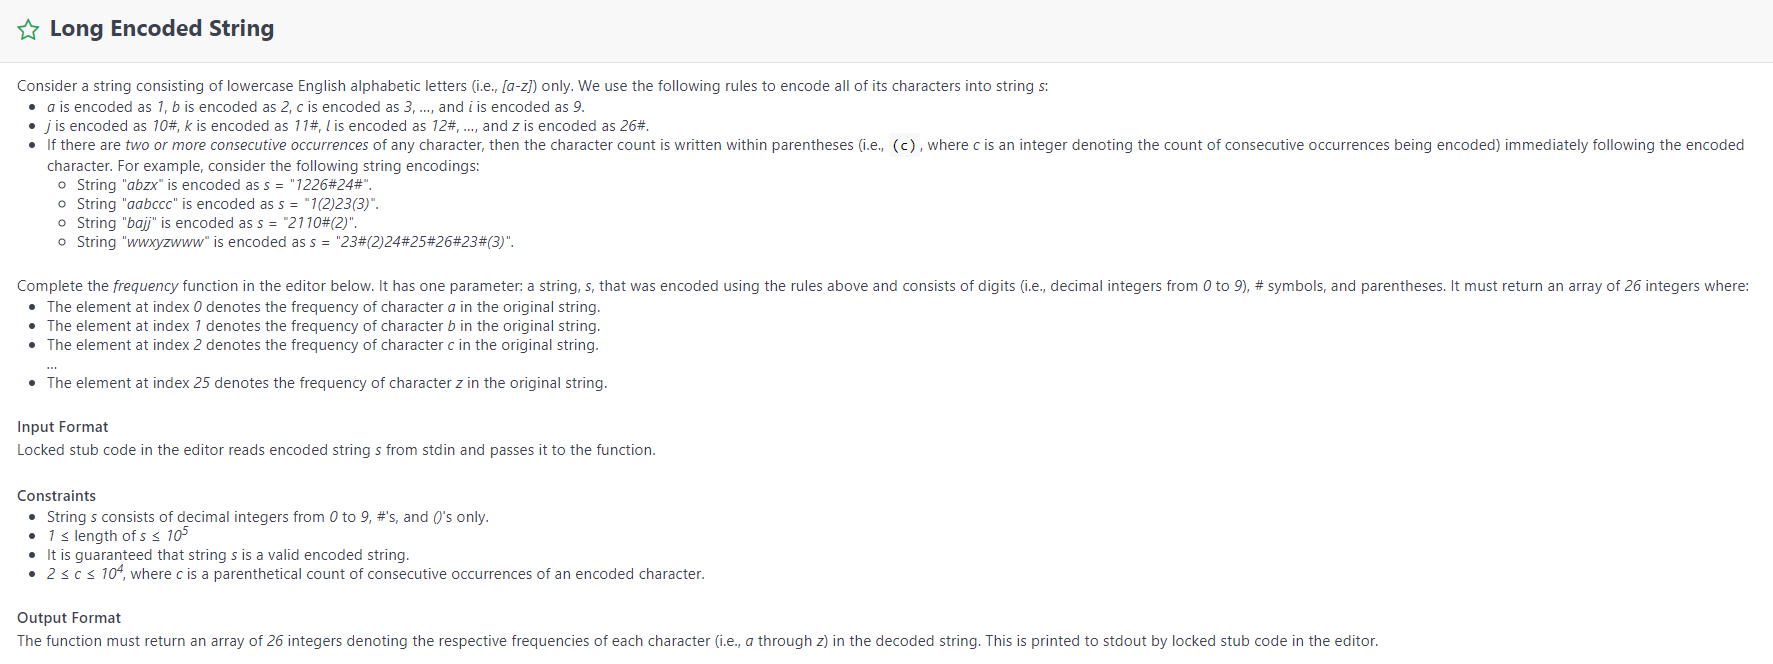 Long Encoded String
Consider a string consisting of lowercase English alphabetic letters (i.e., [a-z]) only. We use the following rules to encode all of its characters into string s:
• a is encoded as 1, b is encoded as 2, c is encoded as 3, ..., and i is encoded as 9.
• j is encoded as 10#, k is encoded as 11#, l is encoded as 12#, ..., and z is encoded as 26#.
• If there are two or more consecutive occurrences of any character, then the character count is written within parentheses (i.e., (c), where c is an integer denoting the count of consecutive occurrences being encoded) immediately following the encoded
character. For example, consider the following string encodings:
○ String "abzx" is encoded as s = "1226#24#".
○ String "aabccc" is encoded as s = "1(2)23(3)".
○ String "bajj" is encoded as s = "2110#(2)".
○ String "wwxyzwww" is encoded as s = "23#(2)24#25#26#23#(3)".
Complete the frequency function in the editor below. It has one parameter: a string, s, that was encoded using the rules above and consists of digits (i.e., decimal integers from 0 to 9), # symbols, and parentheses. It must return an array of 26 integers where:
• The element at index 0 denotes the frequency of character a in the original string.
• The element at index 1 denotes the frequency of character b in the original string.
• The element at index 2 denotes the frequency of character c in the original string.
...
• The element at index 25 denotes the frequency of character z in the original string.
Input Format
Locked stub code in the editor reads encoded string s from stdin and passes it to the function.
Constraints
• String s consists of decimal integers from 0 to 9, #'s, and ()'s only.
• 1 ≤ length of s ≤ 10⁵
• It is guaranteed that string s is a valid encoded string.
• 2 ≤ c ≤ 10⁴, where c is a parenthetical count of consecutive occurrences of an encoded character.
Output Format
The function must return an array of 26 integers denoting the respective frequencies of each character (i.e., a through z) in the decoded string. This is printed to stdout by locked stub code in the editor.